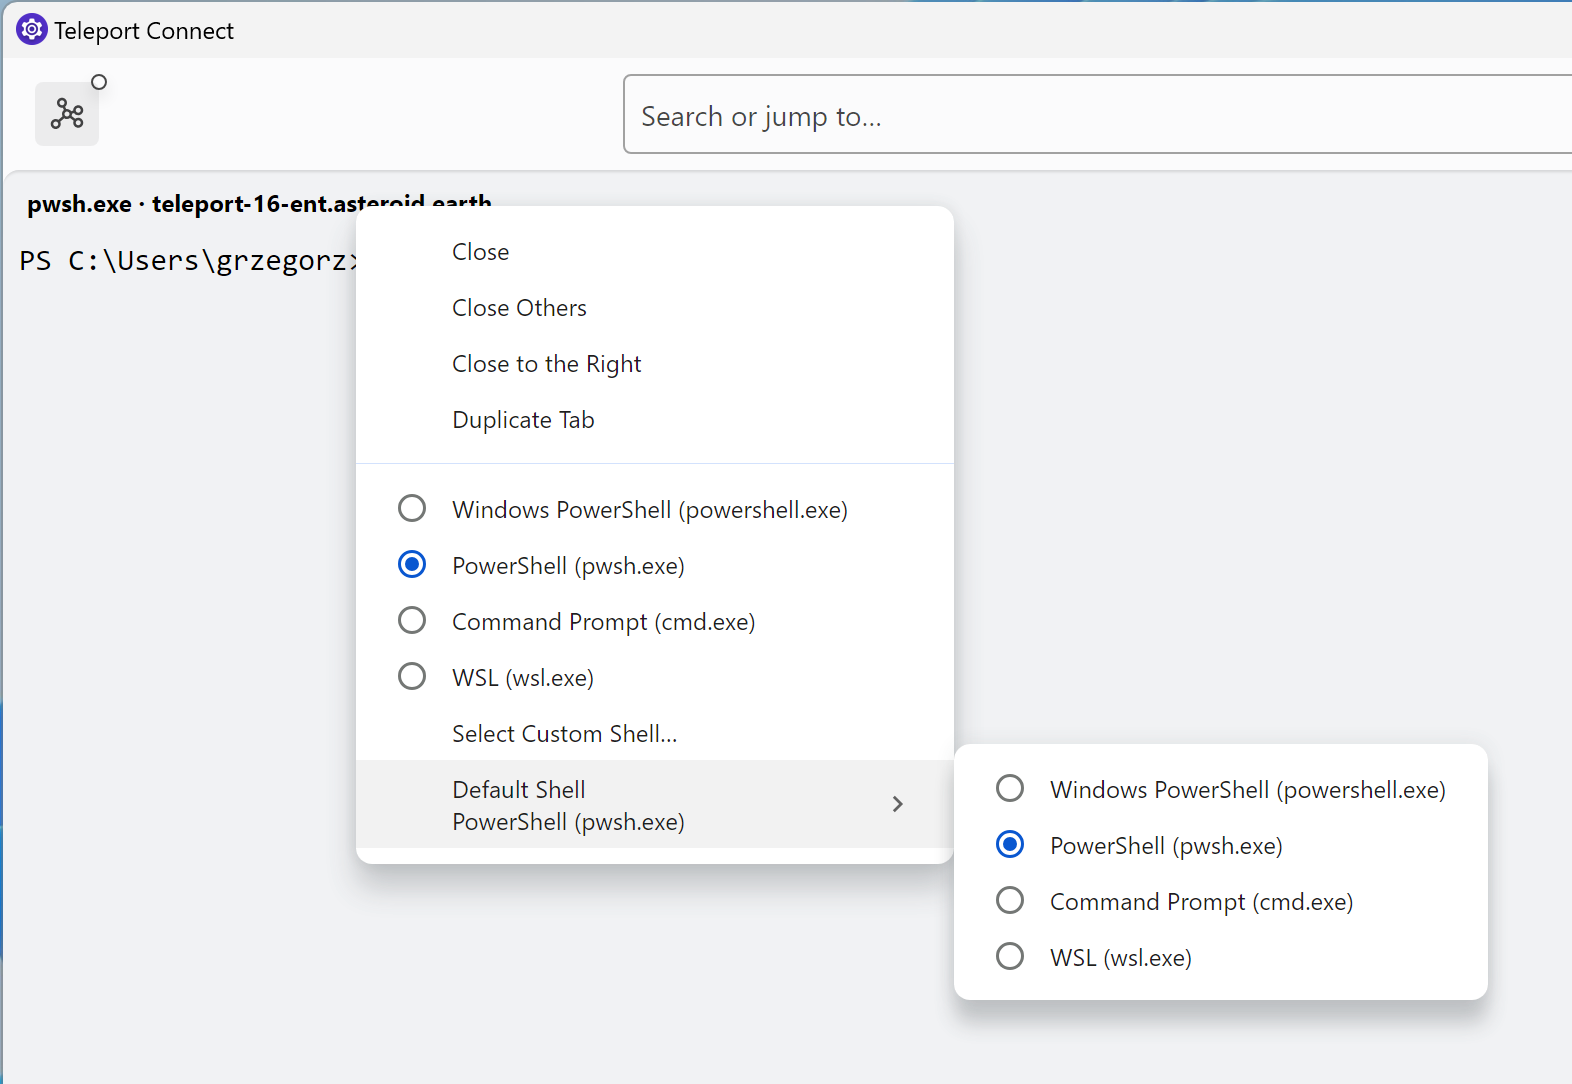 Teleport Connect
Search or jump to...
pwsh.exe · teleport-16-ent.asteroid.earth
PS C:\Users\grzegorz>
Close
Close Others
Close to the Right
Duplicate Tab
Windows PowerShell (powershell.exe)
PowerShell (pwsh.exe)
Command Prompt (cmd.exe)
WSL (wsl.exe)
Select Custom Shell...
Default Shell
PowerShell (pwsh.exe)
Windows PowerShell (powershell.exe)
PowerShell (pwsh.exe)
Command Prompt (cmd.exe)
WSL (wsl.exe)